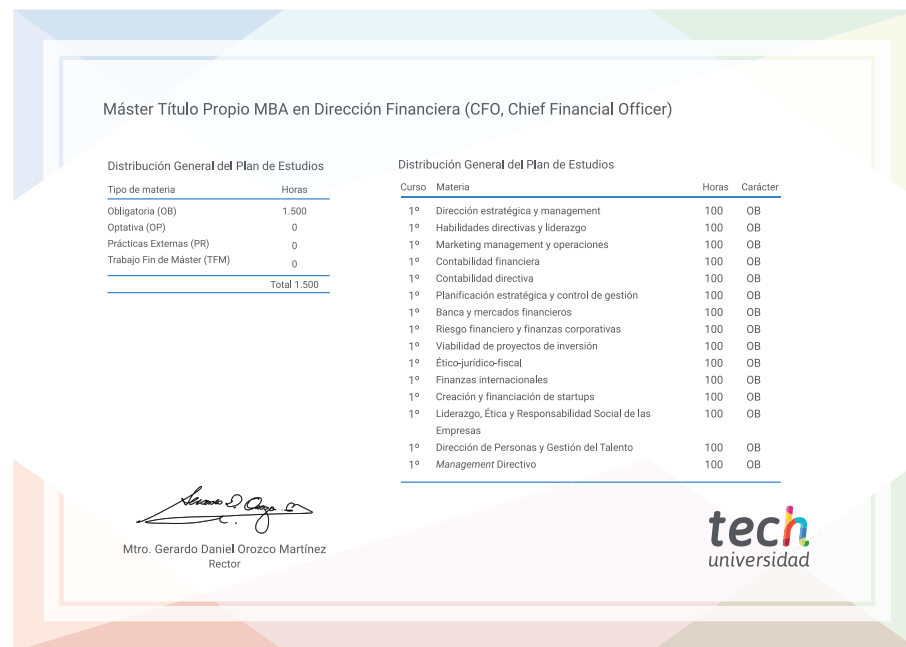 Máster Título Propio MBA en Dirección Financiera (CFO, Chief Financial Officer)
Distribución General del Plan de Estudios
Tipo de materia Horas
Obligatoria (OB) 1.500
Optativa (OP) 0
Prácticas Externas (PR) 0
Trabajo Fin de Máster (TFM) 0
Total 1.500
Distribución General del Plan de Estudios
Curso Materia Horas Carácter
1º Dirección estratégica y management 100 OB
1º Habilidades directivas y liderazgo 100 OB
1º Marketing management y operaciones 100 OB
1º Contabilidad financiera 100 OB
1º Contabilidad directiva 100 OB
1º Planificación estratégica y control de gestión 100 OB
1º Banca y mercados financieros 100 OB
1º Riesgo financiero y finanzas corporativas 100 OB
1º Viabilidad de proyectos de inversión 100 OB
1º Ético-jurídico-fiscal 100 OB
1º Finanzas internacionales 100 OB
1º Creación y financiación de startups 100 OB
1º Liderazgo, Ética y Responsabilidad Social de las 100 OB
Empresas
1º Dirección de Personas y Gestión del Talento 100 OB
1º Management Directivo 100 OB
Mtro. Gerardo Daniel Orozco Martínez
Rector
tech
universidad